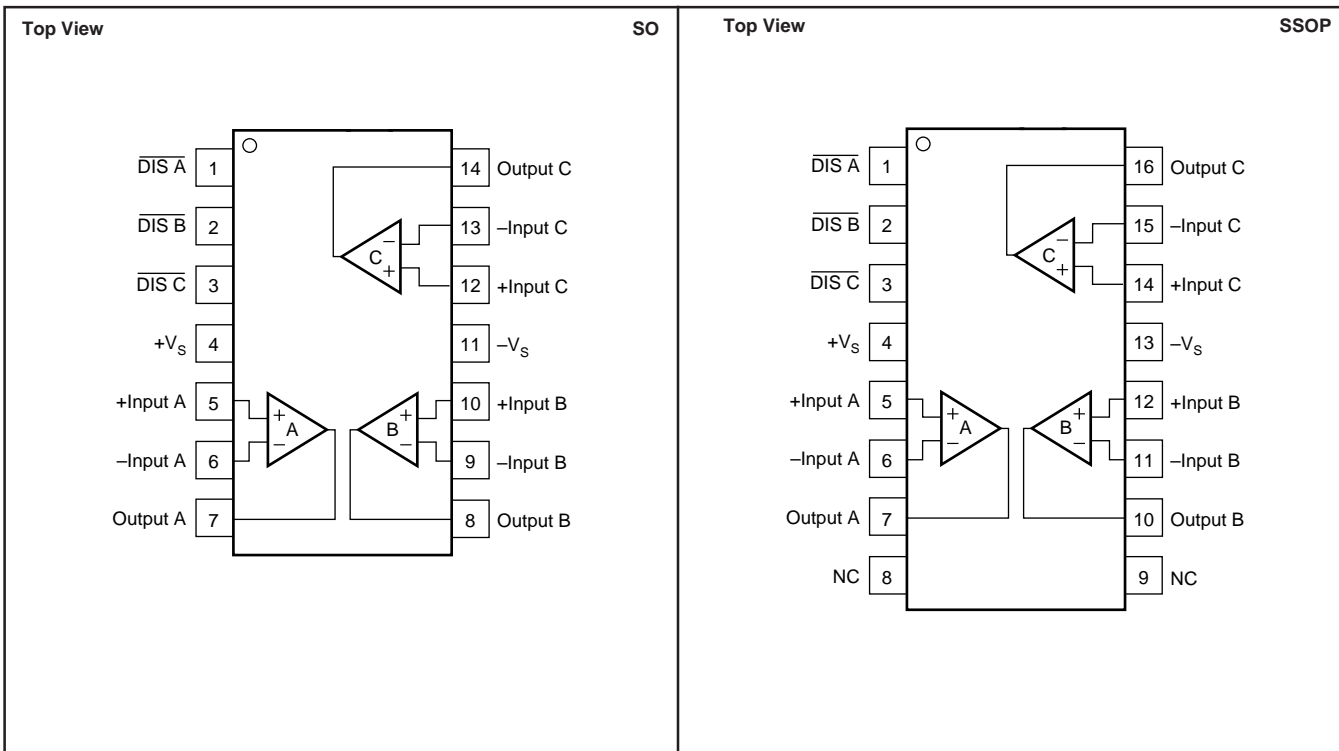 Top View SO
DIS A 1 14 Output C
DIS B 2 13 –Input C
DIS C 3 12 +Input C
+VS 4 11 –VS
+Input A 5 10 +Input B
–Input A 6 9 –Input B
Output A 7 8 Output B
C
–
+
A
+
–
B
+
–
Top View SSOP
DIS A 1 16 Output C
DIS B 2 15 –Input C
DIS C 3 14 +Input C
+VS 4 13 –VS
+Input A 5 12 +Input B
–Input A 6 11 –Input B
Output A 7 10 Output B
NC 8 9 NC
C
–
+
A
+
–
B
+
–